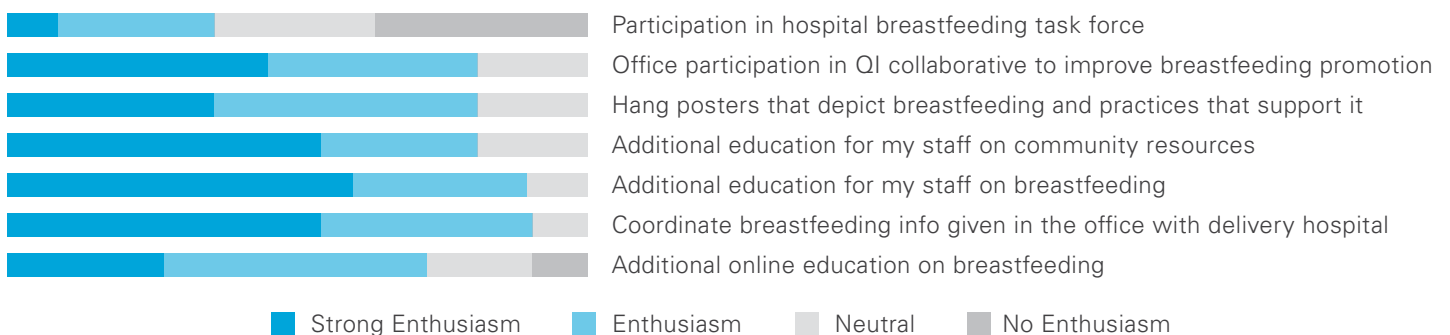 Participation in hospital breastfeeding task force
Office participation in QI collaborative to improve breastfeeding promotion
Hang posters that depict breastfeeding and practices that support it
Additional education for my staff on community resources
Additional education for my staff on breastfeeding
Coordinate breastfeeding info given in the office with delivery hospital
Additional online education on breastfeeding
Strong Enthusiasm Enthusiasm Neutral No Enthusiasm